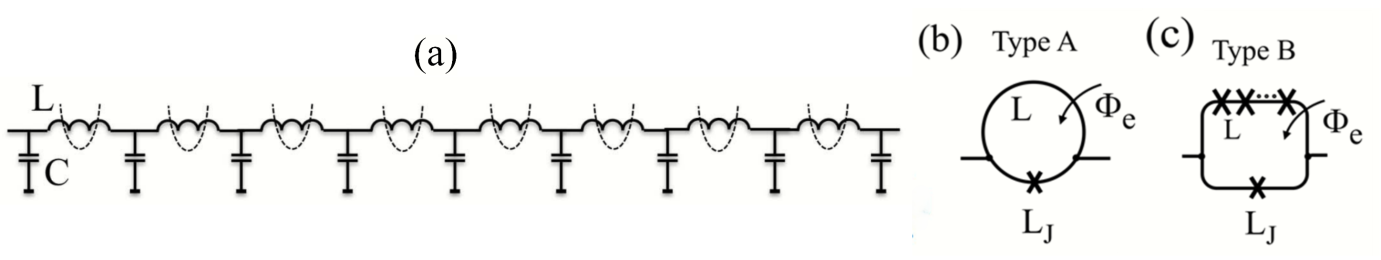 (a)
L
C
(b) Type A
L
Φe
LJ
(c) Type B
...
L
Φe
LJ